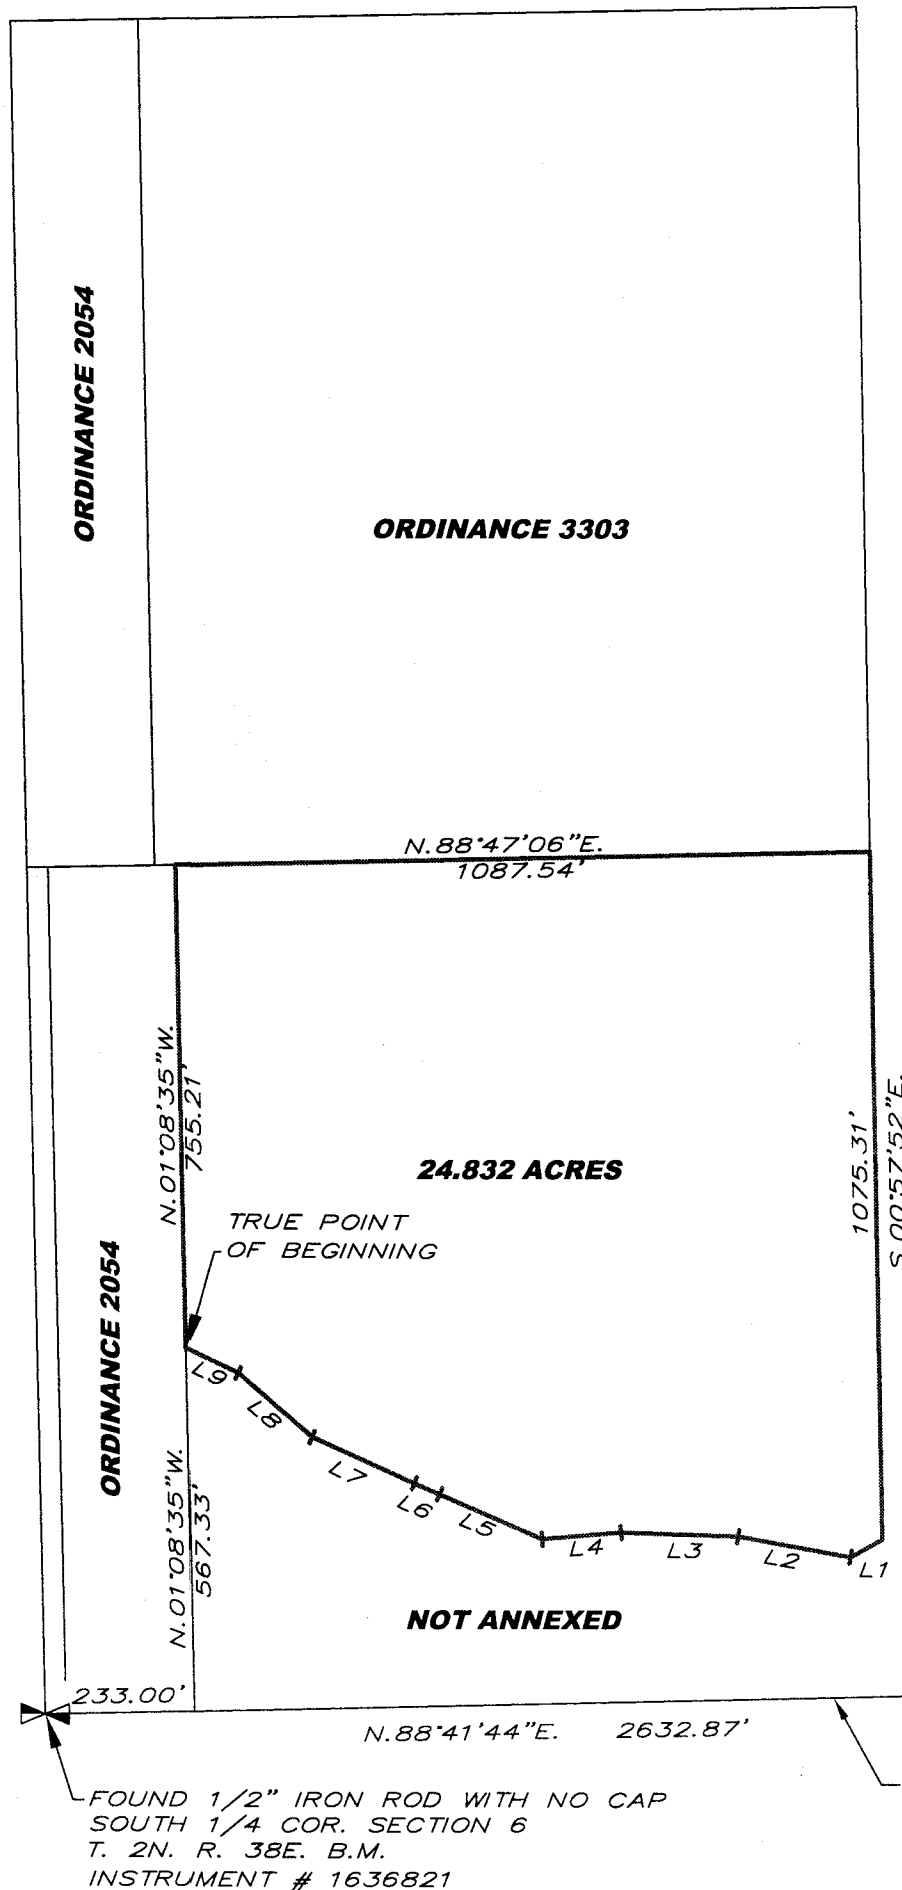 ORDINANCE 2054
ORDINANCE 3303
N.88°47'06"E.
1087.54'
N.01°08'35"W.
755.21'
24.832 ACRES
1075.31'
S.00°57'52"E.
TRUE POINT
OF BEGINNING
ORDINANCE 2054
L9
L8
L7
L6
L5
L4
L3
L2
L1
N.01°08'35"W.
567.33'
NOT ANNEXED
233.00'
N.88°41'44"E. 2632.87'
FOUND 1/2" IRON ROD WITH NO CAP
SOUTH 1/4 COR. SECTION 6
T. 2N. R. 38E. B.M.
INSTRUMENT # 1636821